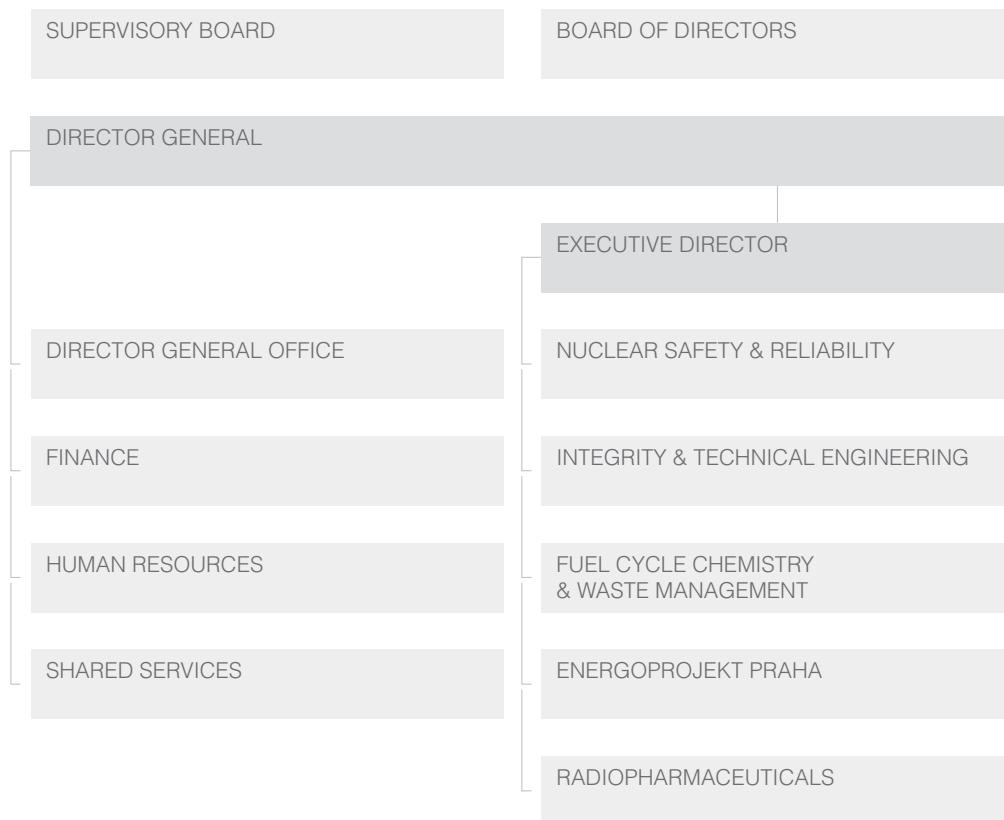 SUPERVISORY BOARD
BOARD OF DIRECTORS
DIRECTOR GENERAL
EXECUTIVE DIRECTOR
DIRECTOR GENERAL OFFICE
NUCLEAR SAFETY & RELIABILITY
FINANCE
INTEGRITY & TECHNICAL ENGINEERING
HUMAN RESOURCES
FUEL CYCLE CHEMISTRY
& WASTE MANAGEMENT
SHARED SERVICES
ENERGOPROJEKT PRAHA
RADIOPHARMACEUTICALS